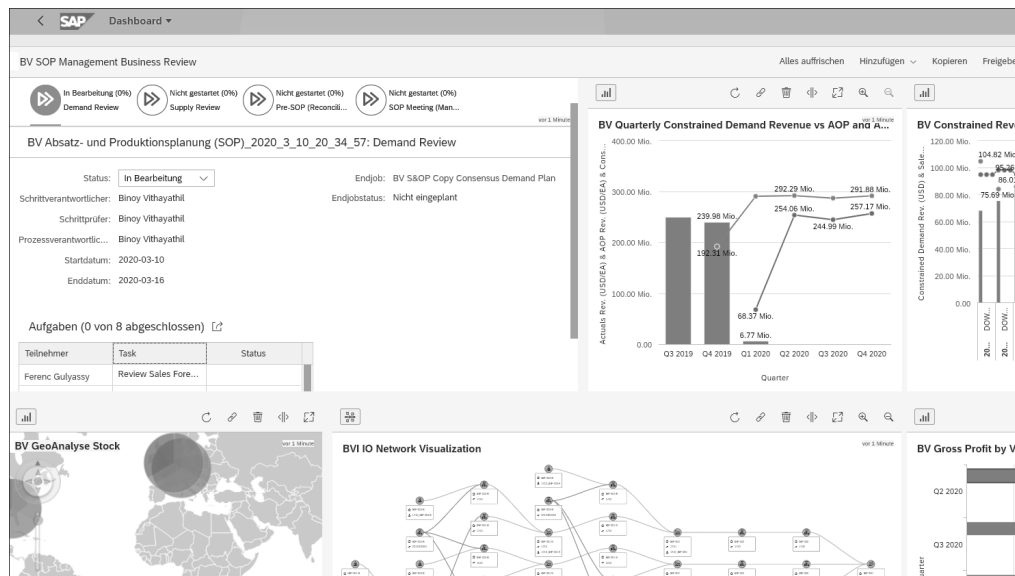 SAP Dashboard
BV SOP Management Business Review
Alles auffrischen Hinzufügen Kopieren Freigebe
In Bearbeitung (0%)
Demand Review
Nicht gestartet (0%)
Supply Review
Nicht gestartet (0%)
Pre-SOP (Reconcili...
Nicht gestartet (0%)
SOP Meeting (Man...
vor 1 Minute
BV Absatz- und Produktionsplanung (SOP)_2020_3_10_20_34_57: Demand Review
Status: In Bearbeitung
Schrittverantwortlicher: Binoy Vithayathil
Schrittprüfer: Binoy Vithayathil
Prozessverantwortlic... Binoy Vithayathil
Startdatum: 2020-03-10
Enddatum: 2020-03-16
Endjob: BV S&OP Copy Consensus Demand Plan
Endjobstatus: Nicht eingeplant
Aufgaben (0 von 8 abgeschlossen)
Teilnehmer Task Status
Ferenc Gulyassy Review Sales Fore...
vor 1 Minute
BV Quarterly Constrained Demand Revenue vs AOP and A...
Actuals Rev. (USD/EA) & AOP Rev. (USD/EA) & Cons...
400.00 Mio.
300.00 Mio.
200.00 Mio.
100.00 Mio.
0.00
239.98 Mio.
192.31 Mio.
292.29 Mio.
291.88 Mio.
254.06 Mio.
257.17 Mio.
244.99 Mio.
68.37 Mio.
6.77 Mio.
Q3 2019 Q4 2019 Q1 2020 Q2 2020 Q3 2020 Q4 2020
Quarter
BV Constrained Reve
Constrained Demand Rev. (USD) & Sale...
120.00 Mio.
100.00 Mio.
80.00 Mio.
60.00 Mio.
40.00 Mio.
20.00 Mio.
0.00
104.82 Mio
75.69 Mio
DOW...
DOW...
20...
20...
BV GeoAnalyse Stock
vor 1 Minute
BVI IO Network Visualization
vor 1 Minute
BV Gross Profit by V
Q2 2020
Q3 2020